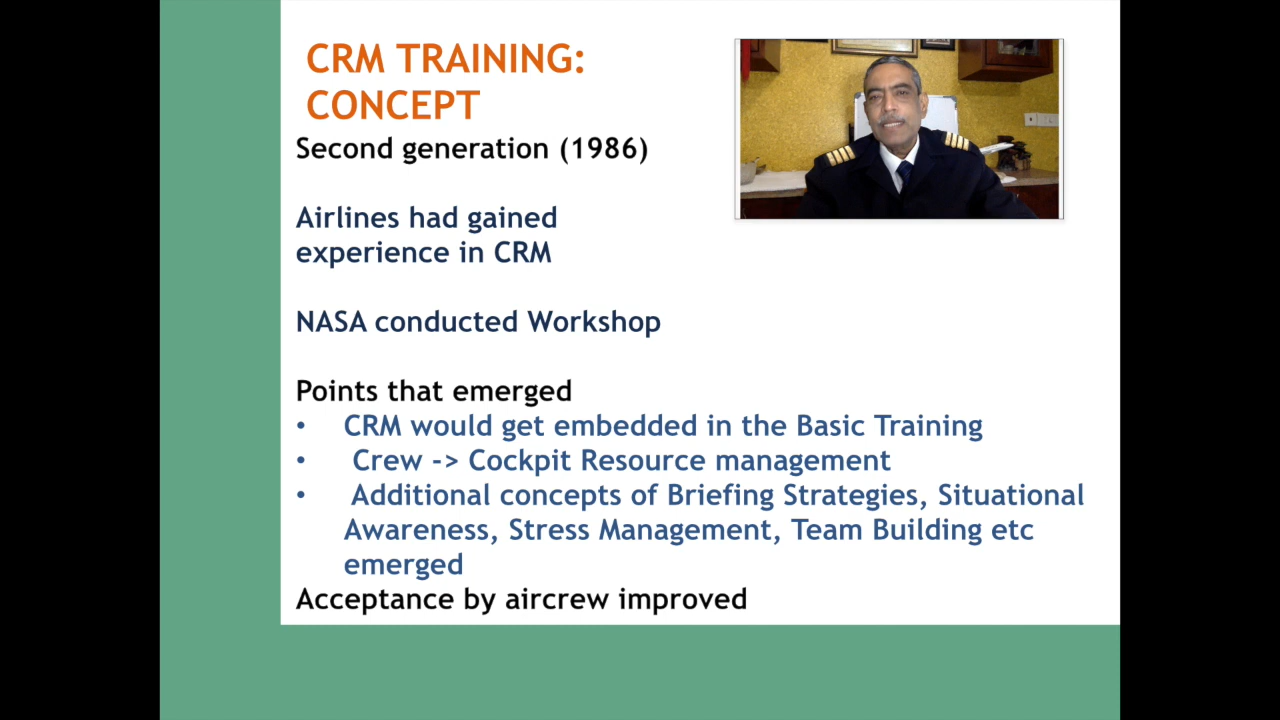 CRM TRAINING:
CONCEPT
Second generation (1986)
Airlines had gained
experience in CRM
NASA conducted Workshop
Points that emerged
• CRM would get embedded in the Basic Training
• Crew -> Cockpit Resource management
• Additional concepts of Briefing Strategies, Situational
Awareness, Stress Management, Team Building etc
emerged
Acceptance by aircrew improved